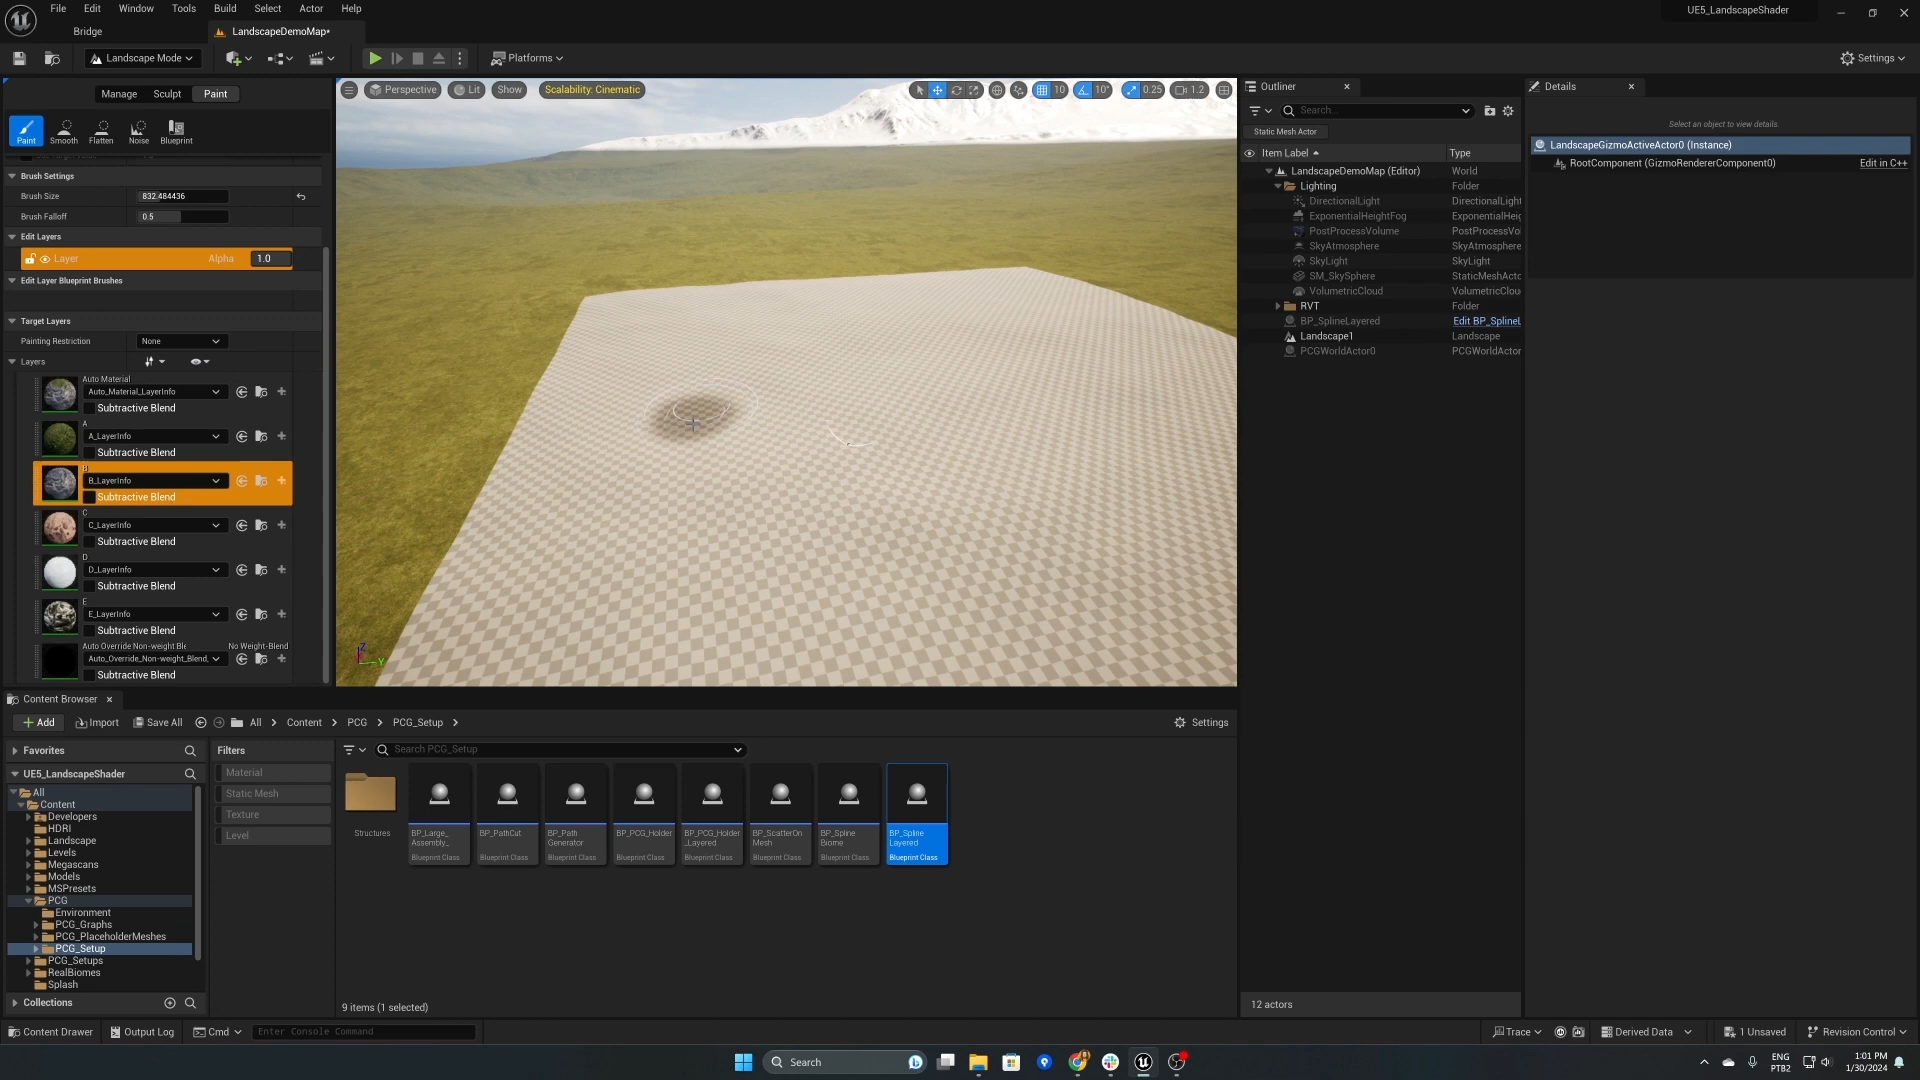 File Edit Window Tools Build Select Actor Help
UE5_LandscapeShader
Bridge
LandscapeDemoMap*
Landscape Mode
Platforms
Settings
Manage Sculpt Paint
Paint Smooth Flatten Noise Blueprint
Brush Settings
Brush Size 832.484436
Brush Falloff 0.5
Edit Layers
Layer Alpha 1.0
Edit Layer Blueprint Brushes
Target Layers
Painting Restriction None
Layers
Auto Material
Auto_Material_LayerInfo
Subtractive Blend
A
A_LayerInfo
Subtractive Blend
B
B_LayerInfo
Subtractive Blend
C
C_LayerInfo
Subtractive Blend
D
D_LayerInfo
Subtractive Blend
E
E_LayerInfo
Subtractive Blend
Auto Override Non-weight Ble No Weight-Blend
Auto_Override_Non-weight_Blend_
Subtractive Blend
Perspective Lit Show Scalability: Cinematic
10 10° 0.25 1.2
Z
Y
Outliner
Search...
Static Mesh Actor
Item Label Type
LandscapeDemoMap (Editor) World
Lighting Folder
DirectionalLight DirectionalLight
ExponentialHeightFog ExponentialHeig
PostProcessVolume PostProcessVo
SkyAtmosphere SkyAtmosphere
SkyLight SkyLight
SM_SkySphere StaticMeshActo
VolumetricCloud VolumetricClou
RVT Folder
BP_SplineLayered Edit BP_SplineL
Landscape1 Landscape
PCGWorldActor0 PCGWorldActor
12 actors
Details
Select an object to view details.
LandscapeGizmoActiveActor0 (Instance)
RootComponent (GizmoRendererComponent0) Edit in C++
Content Browser
Add Import Save All All Content PCG PCG_Setup
Settings
Favorites
UE5_LandscapeShader
All
Content
Developers
HDRI
Landscape
Levels
Megascans
Models
MSPresets
PCG
Environment
PCG_Graphs
PCG_PlaceholderMeshes
PCG_Setup
PCG_Setups
RealBiomes
Splash
Collections
Filters
Material
Static Mesh
Texture
Level
Search PCG_Setup
Structures
BP_Large_
Assembly_
Blueprint Class
BP_PathCut
Blueprint Class
BP_Path
Generator
Blueprint Class
BP_PCG_Holder
Blueprint Class
BP_PCG_Holder
_Layered
Blueprint Class
BP_ScatterOn
Mesh
Blueprint Class
BP_Spline
Biome
Blueprint Class
BP_Spline
Layered
Blueprint Class
9 items (1 selected)
Content Drawer Output Log Cmd Enter Console Command
Trace Derived Data 1 Unsaved Revision Control
Search
ENG
PTB2
1:01 PM
1/30/2024